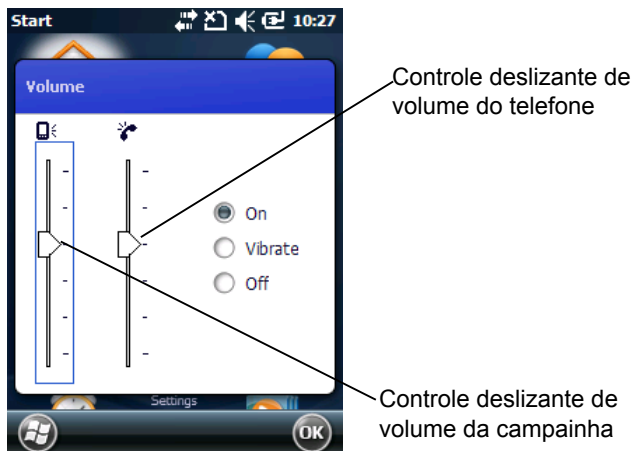 Start 10:27
Volume
On
Vibrate
Off
Settings
OK
Controle deslizante de
volume do telefone
Controle deslizante de
volume da campainha